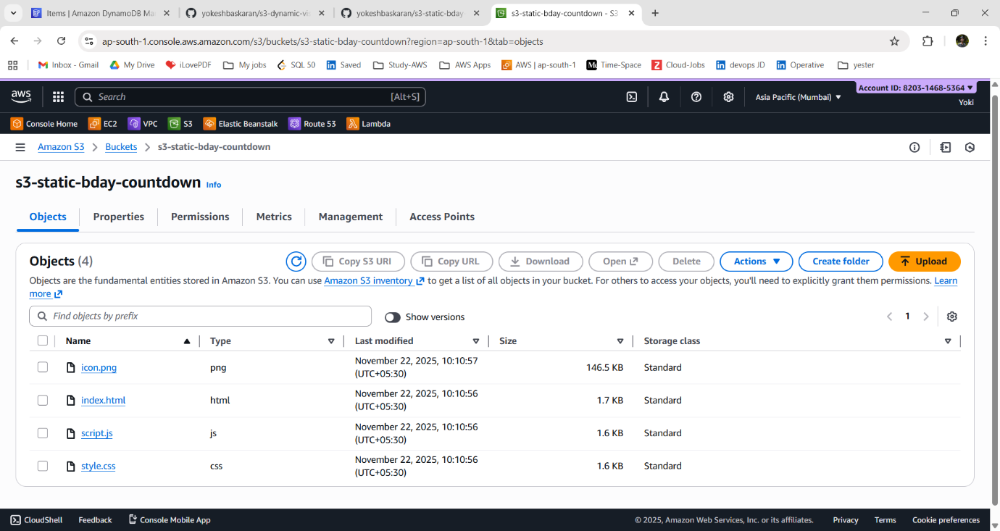 Items | Amazon DynamoDB Ma
yokeshbaskaran/s3-dynamic-vis
yokeshbaskaran/s3-static-bday-
s3-static-bday-countdown - S3
ap-south-1.console.aws.amazon.com/s3/buckets/s3-static-bday-countdown?region=ap-south-1&tab=objects
Inbox - Gmail My Drive iLovePDF My jobs SQL 50 Saved Study-AWS AWS Apps AWS | ap-south-1 Time-Space Cloud-Jobs devops JD Operative yester
aws Search [Alt+S] Asia Pacific (Mumbai) Account ID: 8203-1468-5364
Yoki
Console Home EC2 VPC S3 Elastic Beanstalk Route 53 Lambda
Amazon S3 > Buckets > s3-static-bday-countdown
s3-static-bday-countdown Info
Objects Properties Permissions Metrics Management Access Points
Objects (4) Copy S3 URI Copy URL Download Open Delete Actions Create folder Upload
Objects are the fundamental entities stored in Amazon S3. You can use Amazon S3 inventory to get a list of all objects in your bucket. For others to access your objects, you'll need to explicitly grant them permissions. Learn
more
Find objects by prefix Show versions 1
Name Type Last modified Size Storage class
icon.png png November 22, 2025, 10:10:57 (UTC+05:30) 146.5 KB Standard
index.html html November 22, 2025, 10:10:56 (UTC+05:30) 1.7 KB Standard
script.js js November 22, 2025, 10:10:56 (UTC+05:30) 1.6 KB Standard
style.css css November 22, 2025, 10:10:56 (UTC+05:30) 1.6 KB Standard
CloudShell Feedback Console Mobile App © 2025, Amazon Web Services, Inc. or its affiliates. Privacy Terms Cookie preferences